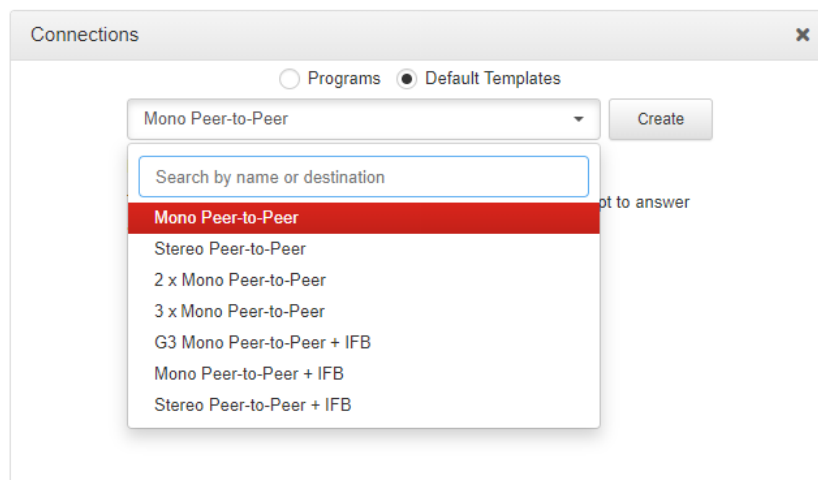 Connections
Programs Default Templates
Mono Peer-to-Peer Create
Search by name or destination
to answer
Mono Peer-to-Peer
Stereo Peer-to-Peer
2 x Mono Peer-to-Peer
3 x Mono Peer-to-Peer
G3 Mono Peer-to-Peer + IFB
Mono Peer-to-Peer + IFB
Stereo Peer-to-Peer + IFB